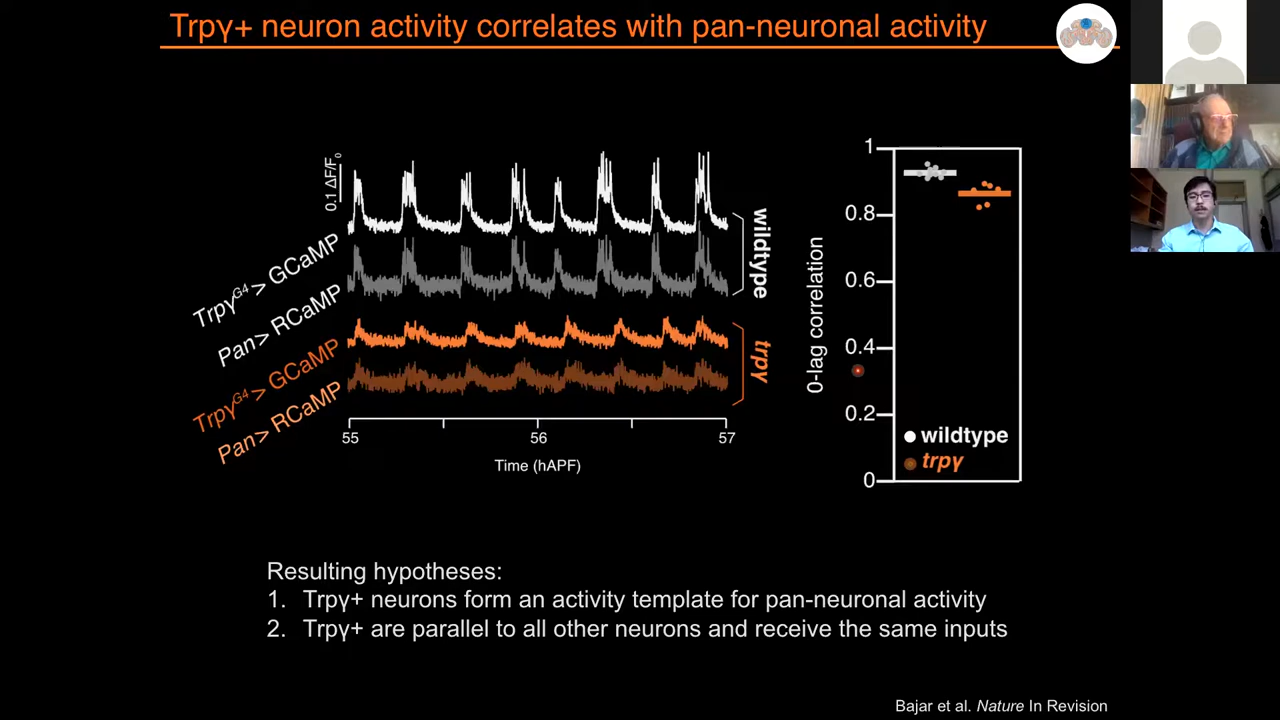 Trpγ+ neuron activity correlates with pan-neuronal activity
0.1 ΔF/F0
TrpγG4> GCaMP
Pan> RCaMP
TrpγG4> GCaMP
Pan> RCaMP
wildtype
trpγ
55
56
57
Time (hAPF)
0-lag correlation
1
0.8
0.6
0.4
0.2
0
wildtype
trpγ
Resulting hypotheses:
1. Trpγ+ neurons form an activity template for pan-neuronal activity
2. Trpγ+ are parallel to all other neurons and receive the same inputs
Bajar et al. Nature In Revision